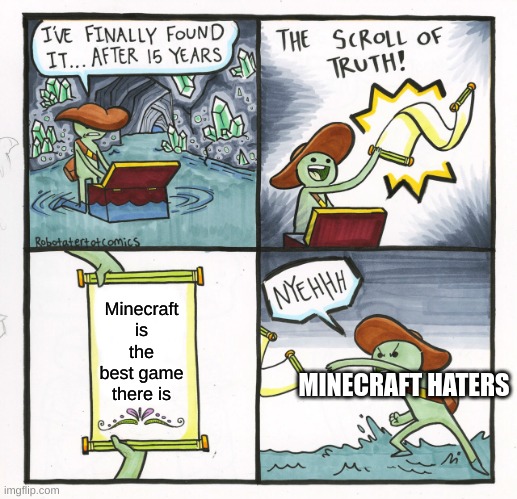 I'VE FINALLY FOUND
IT... AFTER 15 YEARS
THE SCROLL OF
TRUTH!
Robotatertotcomics
Minecraft
is
the
best game
there is
NYEHHH
MINECRAFT HATERS
imgflip.com